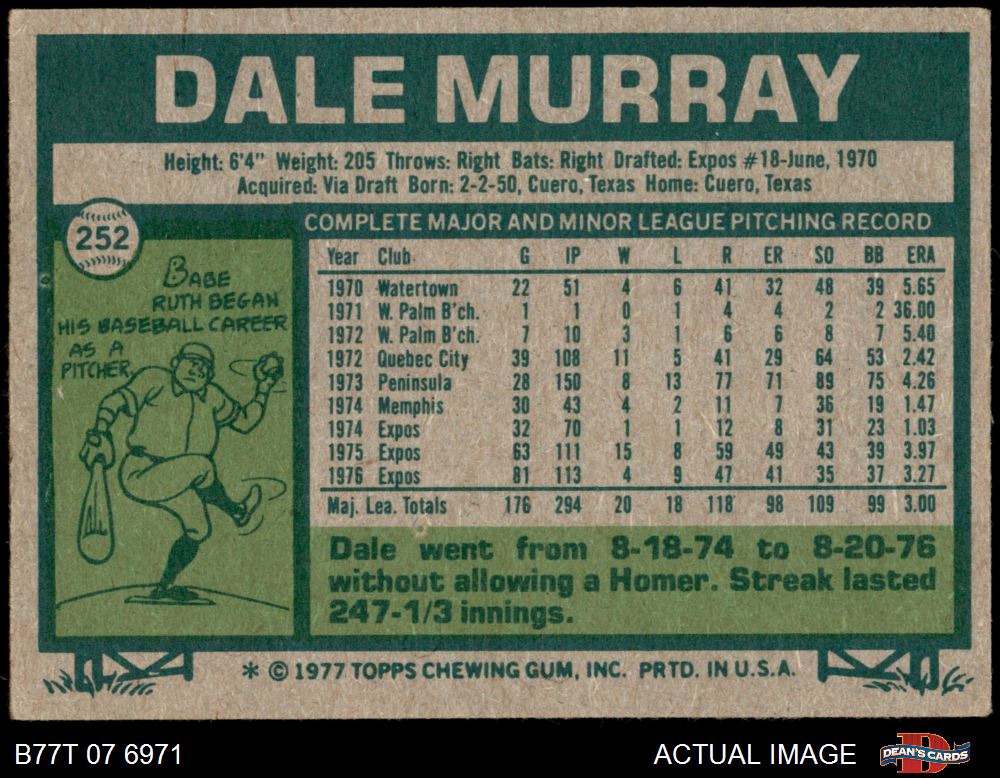 DALE MURRAY
Height: 6'4" Weight: 205 Throws: Right Bats: Right Drafted: Expos #18-June, 1970
Acquired: Via Draft Born: 2-2-50, Cuero, Texas Home: Cuero, Texas
252
BABE
RUTH BEGAN
HIS BASEBALL CAREER
AS A
PITCHER.
COMPLETE MAJOR AND MINOR LEAGUE PITCHING RECORD
Year Club G IP W L R ER SO BB ERA
1970 Watertown 22 51 4 6 41 32 48 39 5.65
1971 W. Palm B'ch. 1 1 0 1 4 4 2 2 36.00
1972 W. Palm B'ch. 7 10 3 1 6 6 8 7 5.40
1972 Quebec City 39 108 11 5 41 29 64 53 2.42
1973 Peninsula 28 150 8 13 77 71 89 75 4.26
1974 Memphis 30 43 4 2 11 7 36 19 1.47
1974 Expos 32 70 1 1 12 8 31 23 1.03
1975 Expos 63 111 15 8 59 49 43 39 3.97
1976 Expos 81 113 4 9 47 41 35 37 3.27
Maj. Lea. Totals 176 294 20 18 118 98 109 99 3.00
Dale went from 8-18-74 to 8-20-76
without allowing a Homer. Streak lasted
247-1/3 innings.
* © 1977 TOPPS CHEWING GUM, INC. PRTD. IN U.S.A.
B77T 07 6971
ACTUAL IMAGE
DEAN'S CARDS